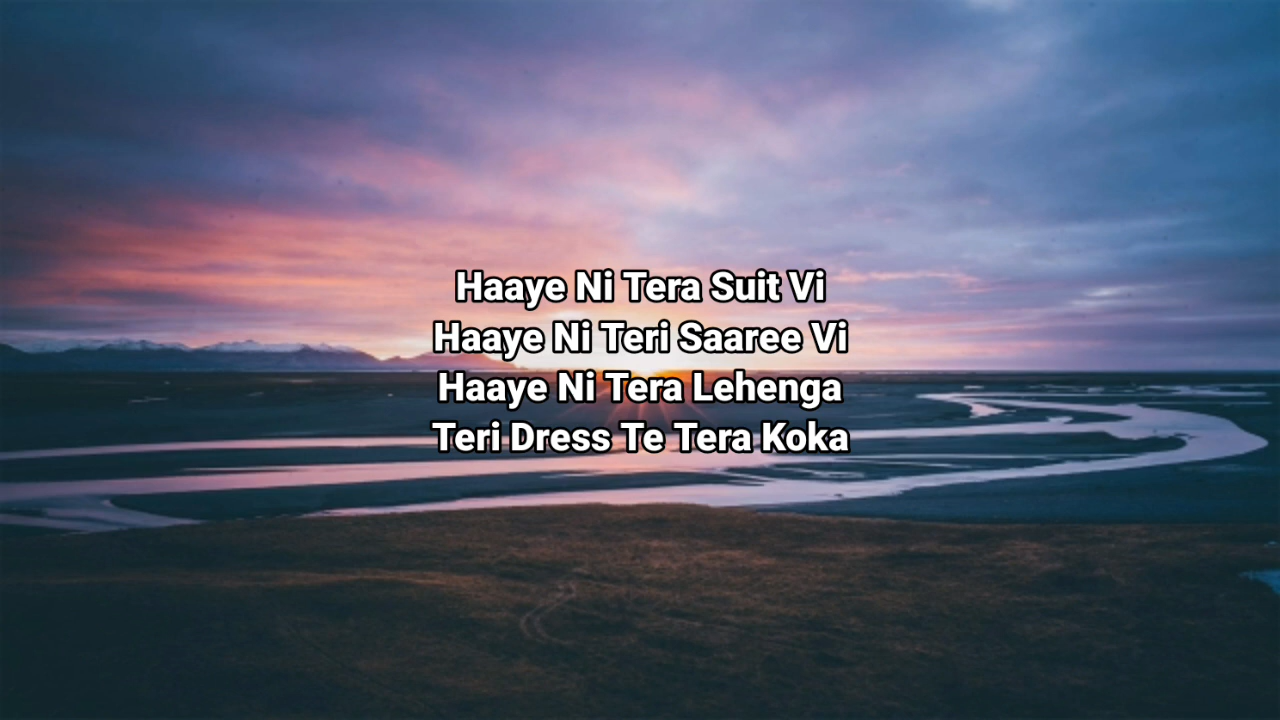 Haaye Ni Tera Suit Vi
Haaye Ni Teri Saaree Vi
Haaye Ni Tera Lehenga
Teri Dress Te Tera Koka